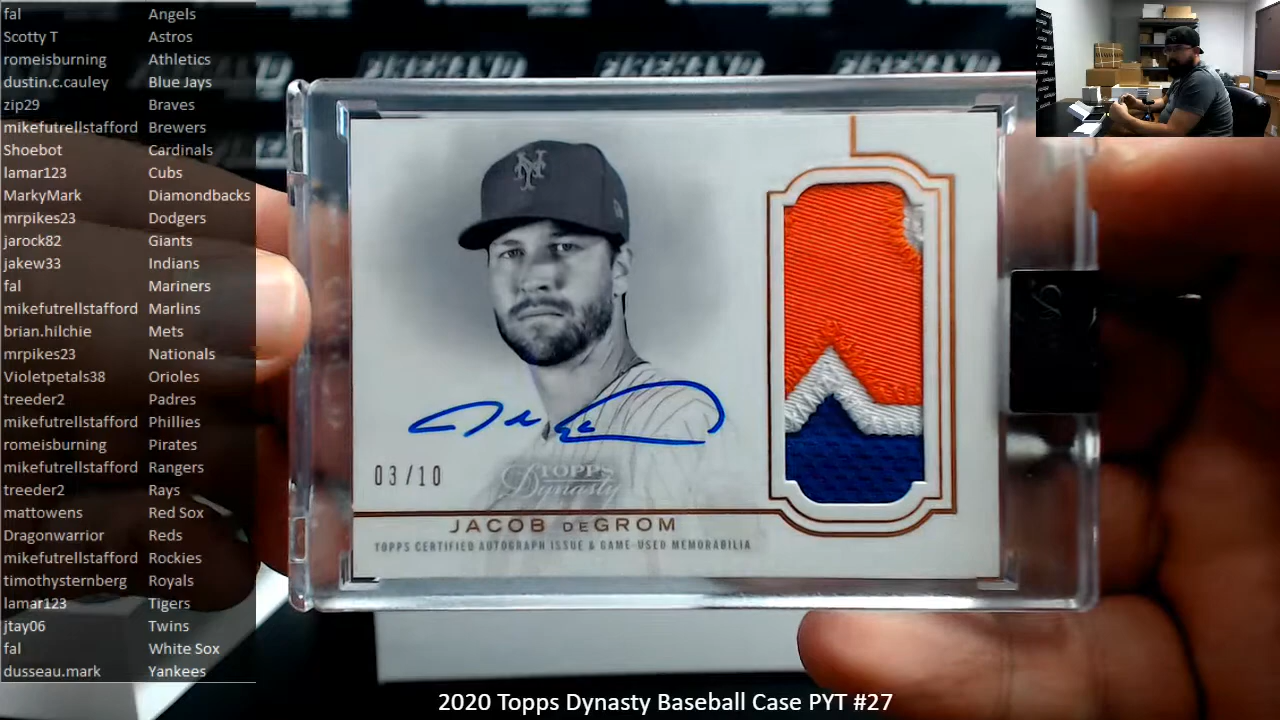 fal Angels
Scotty T Astros
romeisburning Athletics
dustin.c.cauley Blue Jays
zip29 Braves
mikefutrellstafford Brewers
Shoebot Cardinals
lamar123 Cubs
MarkyMark Diamondbacks
mrpikes23 Dodgers
jarock82 Giants
jakew33 Indians
fal Mariners
mikefutrellstafford Marlins
brian.hilchie Mets
mrpikes23 Nationals
Violetpetals38 Orioles
treeder2 Padres
mikefutrellstafford Phillies
romeisburning Pirates
mikefutrellstafford Rangers
treeder2 Rays
mattowens Red Sox
Dragonwarrior Reds
mikefutrellstafford Rockies
timothysternberg Royals
lamar123 Tigers
jtay06 Twins
fal White Sox
dusseau.mark Yankees
NY
03/10
TOPPS
Dynasty
JACOB DEGROM
TOPPS CERTIFIED AUTOGRAPH ISSUE & GAME-USED MEMORABILIA
2020 Topps Dynasty Baseball Case PYT #27